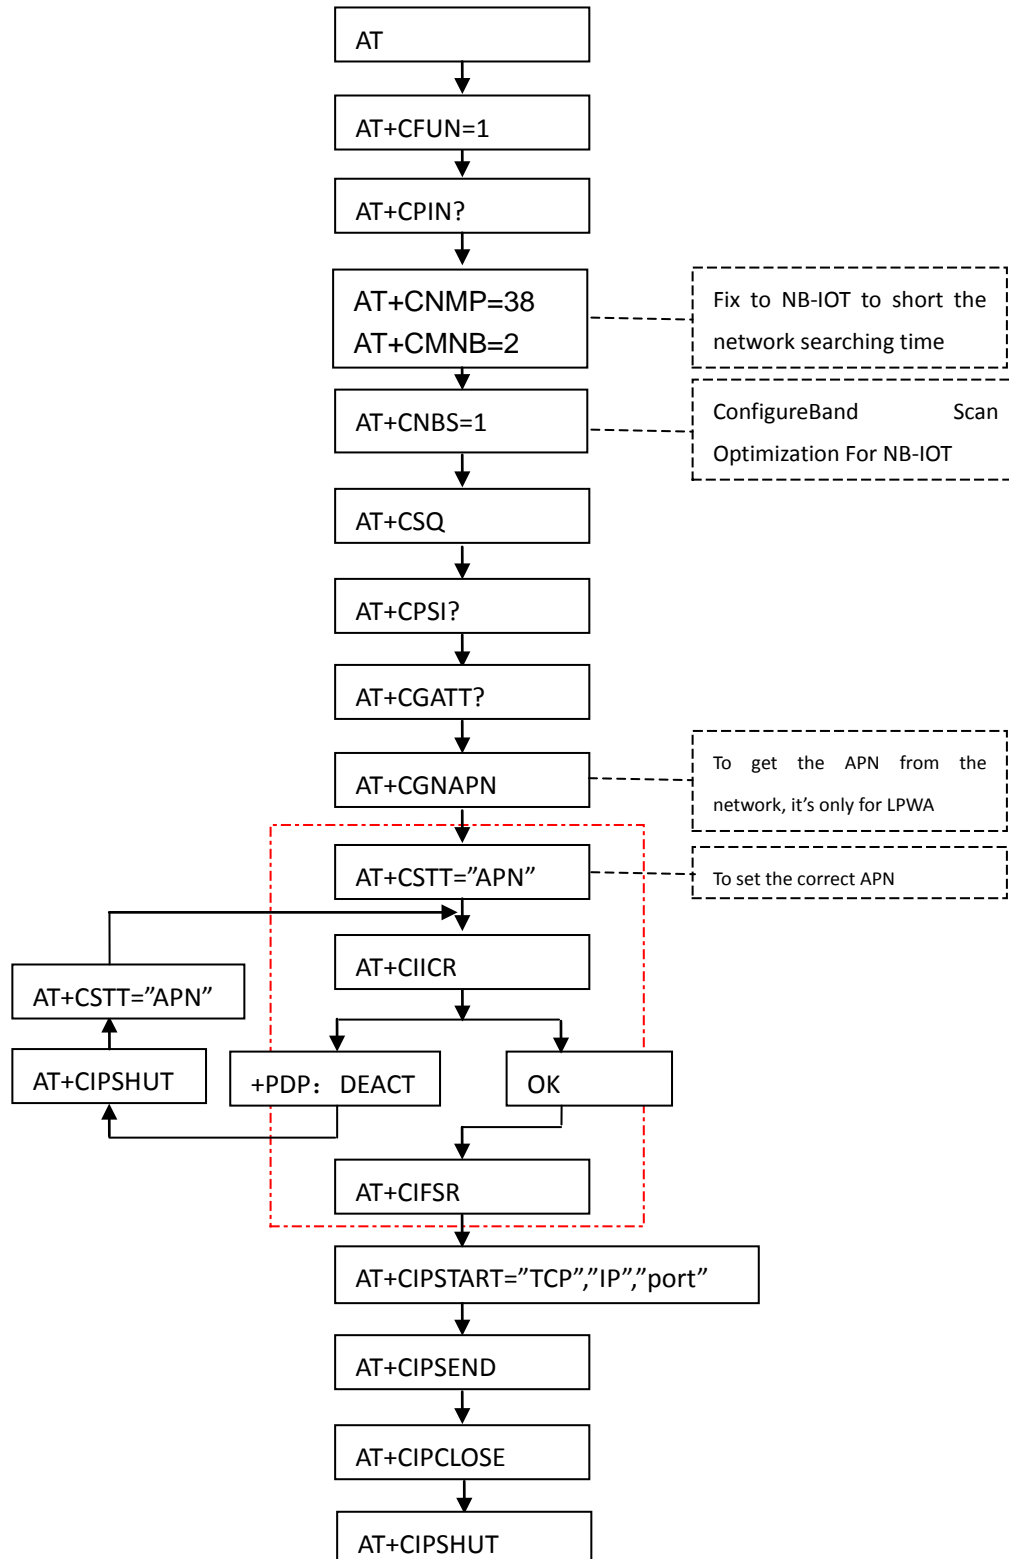 AT
AT+CFUN=1
AT+CPIN?
AT+CNMP=38
AT+CMNB=2
Fix to NB-IOT to short the
network searching time
AT+CNBS=1
ConfigureBand Scan
Optimization For NB-IOT
AT+CSQ
AT+CPSI?
AT+CGATT?
AT+CGNAPN
To get the APN from the
network, it’s only for LPWA
AT+CSTT=”APN”
To set the correct APN
AT+CIICR
AT+CSTT=”APN”
AT+CIPSHUT
+PDP： DEACT
OK
AT+CIFSR
AT+CIPSTART=”TCP”,”IP”,”port”
AT+CIPSEND
AT+CIPCLOSE
AT+CIPSHUT